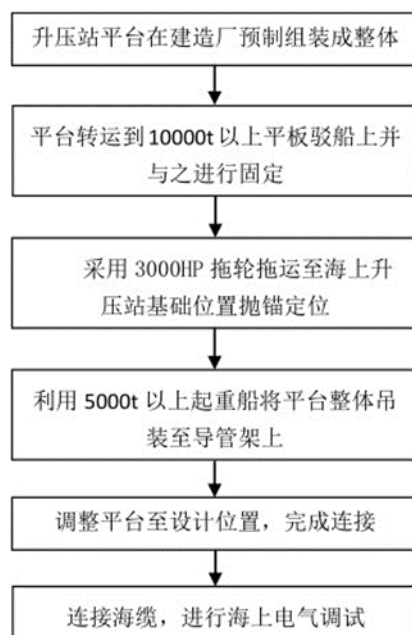 升压站平台在建造厂预制组装成整体
平台转运到10000t以上平板驳船上并
与之进行固定
采用3000HP拖轮拖运至海上升
压站基础位置抛锚定位
利用5000t以上起重船将平台整体吊
装至导管架上
调整平台至设计位置，完成连接
连接海缆，进行海上电气调试